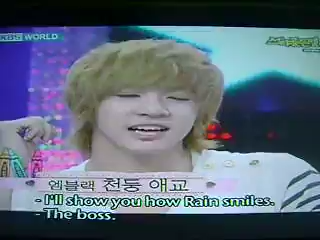 KBS WORLD
엠블랙 천둥 애교
- I'll show you how Rain smiles.
- The boss.